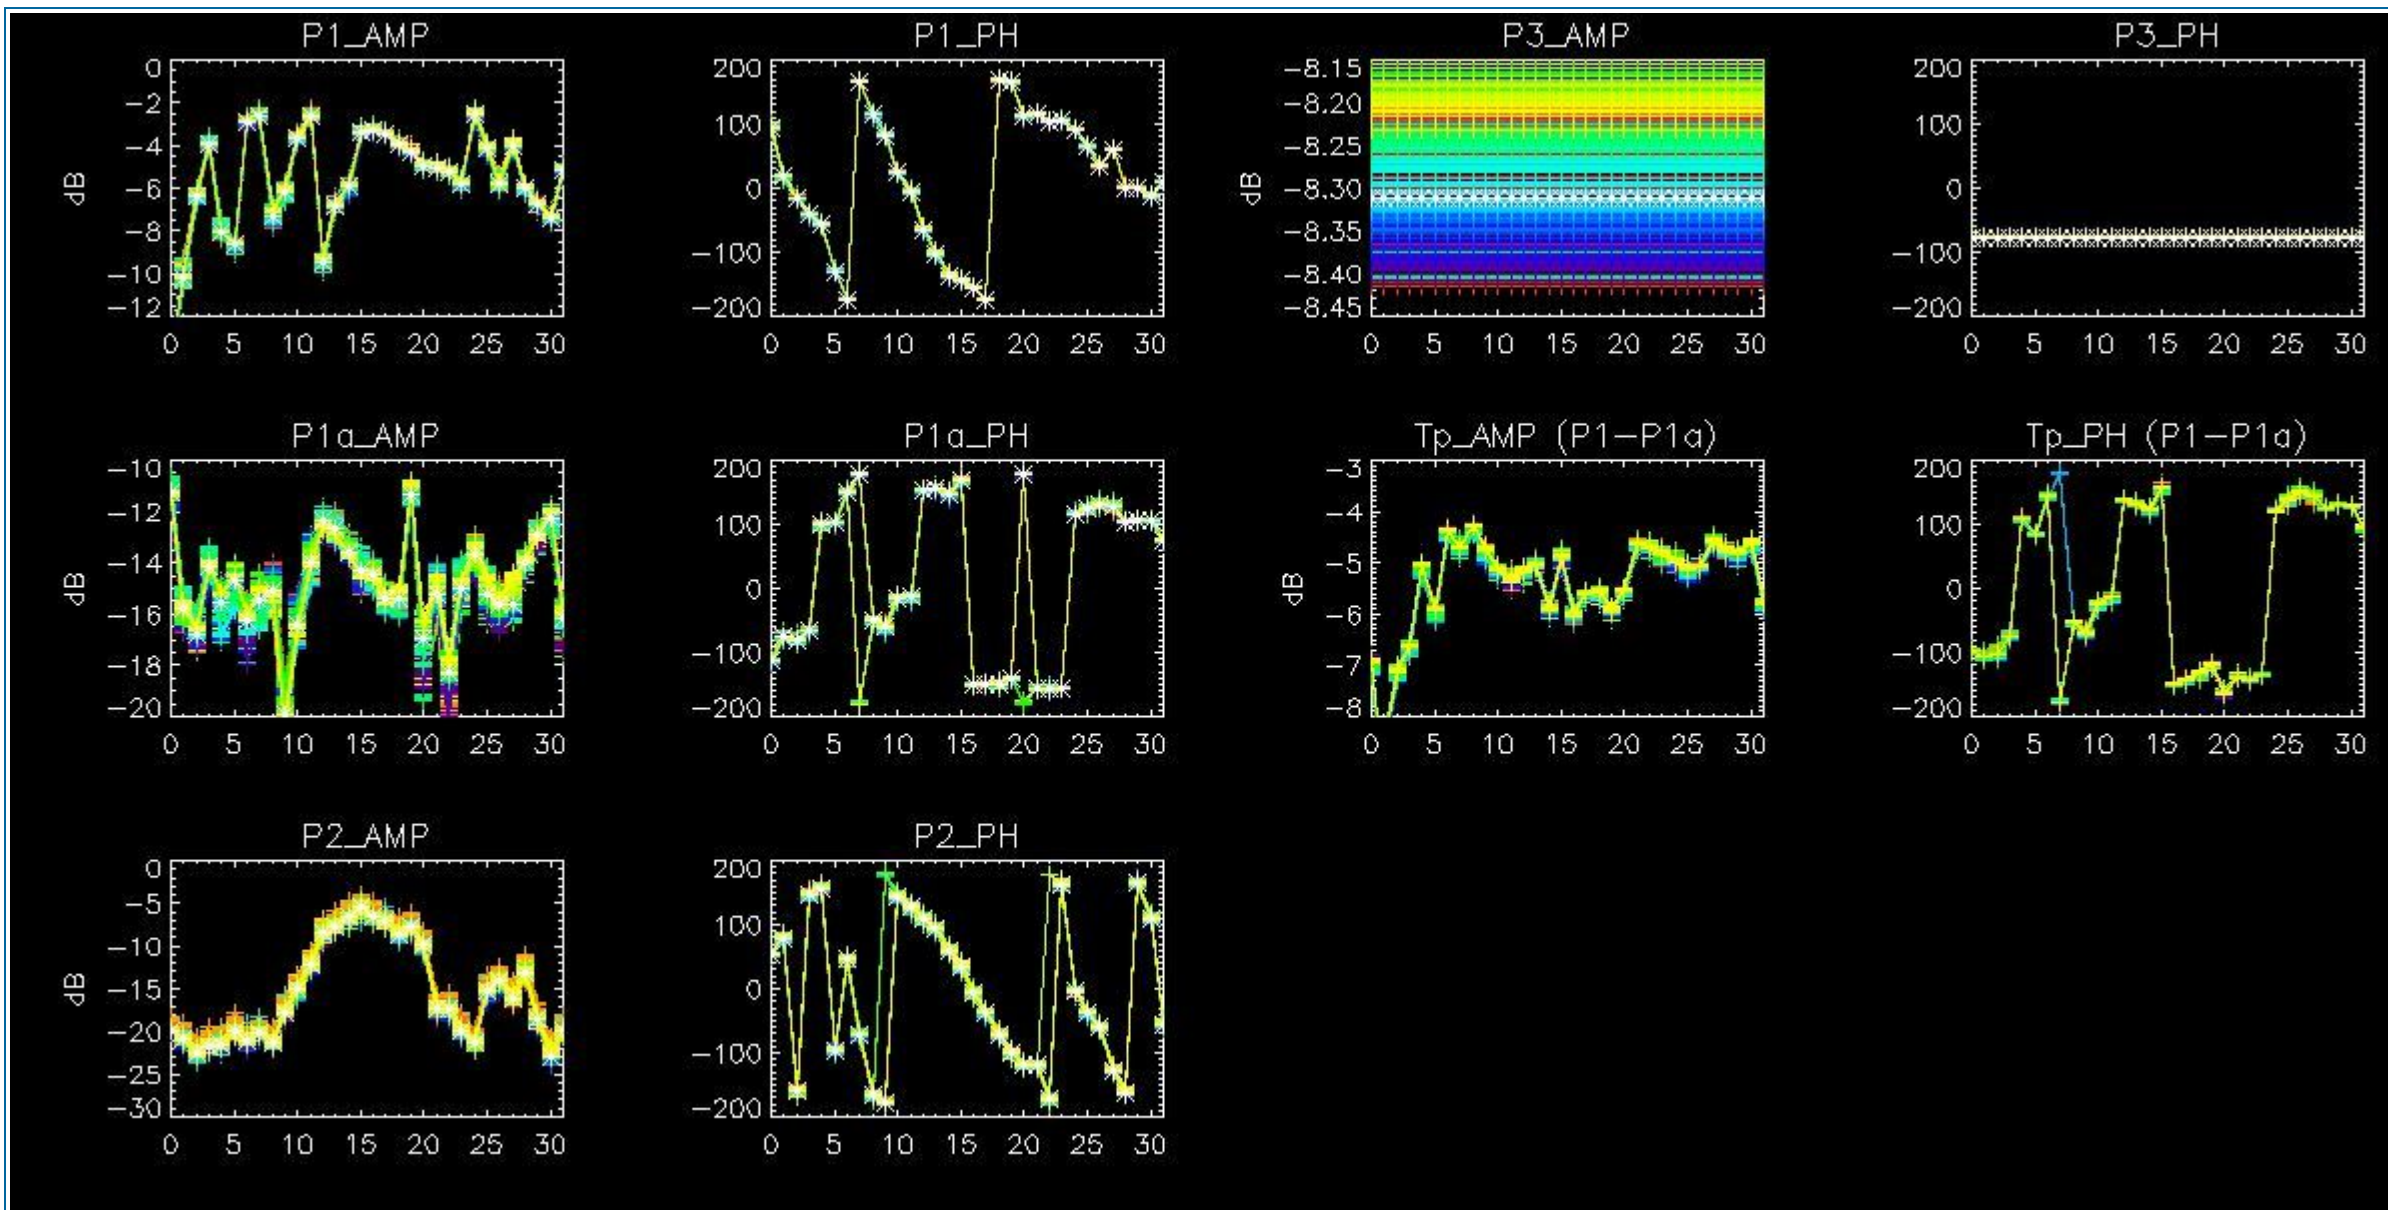 P1_AMP P1_PH P3_AMP P3_PH
0 200 −8.15 200
−2 100 −8.20 100
−4 0 −8.25 0
−6 −100 −8.30 −100
−8 −200 −8.35 −200
−10 −8.40
−12 −8.45
dB dB
0 5 10 15 20 25 30 0 5 10 15 20 25 30 0 5 10 15 20 25 30 0 5 10 15 20 25 30
P1a_AMP P1a_PH Tp_AMP (P1−P1a) Tp_PH (P1−P1a)
−10 200 −3 200
−12 100 −4 100
−14 0 −5 0
−16 −100 −6 −100
−18 −200 −7 −200
−20 −8
dB dB
0 5 10 15 20 25 30 0 5 10 15 20 25 30 0 5 10 15 20 25 30 0 5 10 15 20 25 30
P2_AMP P2_PH
0 200
−5 100
−10 0
−15 −100
−20 −200
−25
−30
dB
0 5 10 15 20 25 30 0 5 10 15 20 25 30